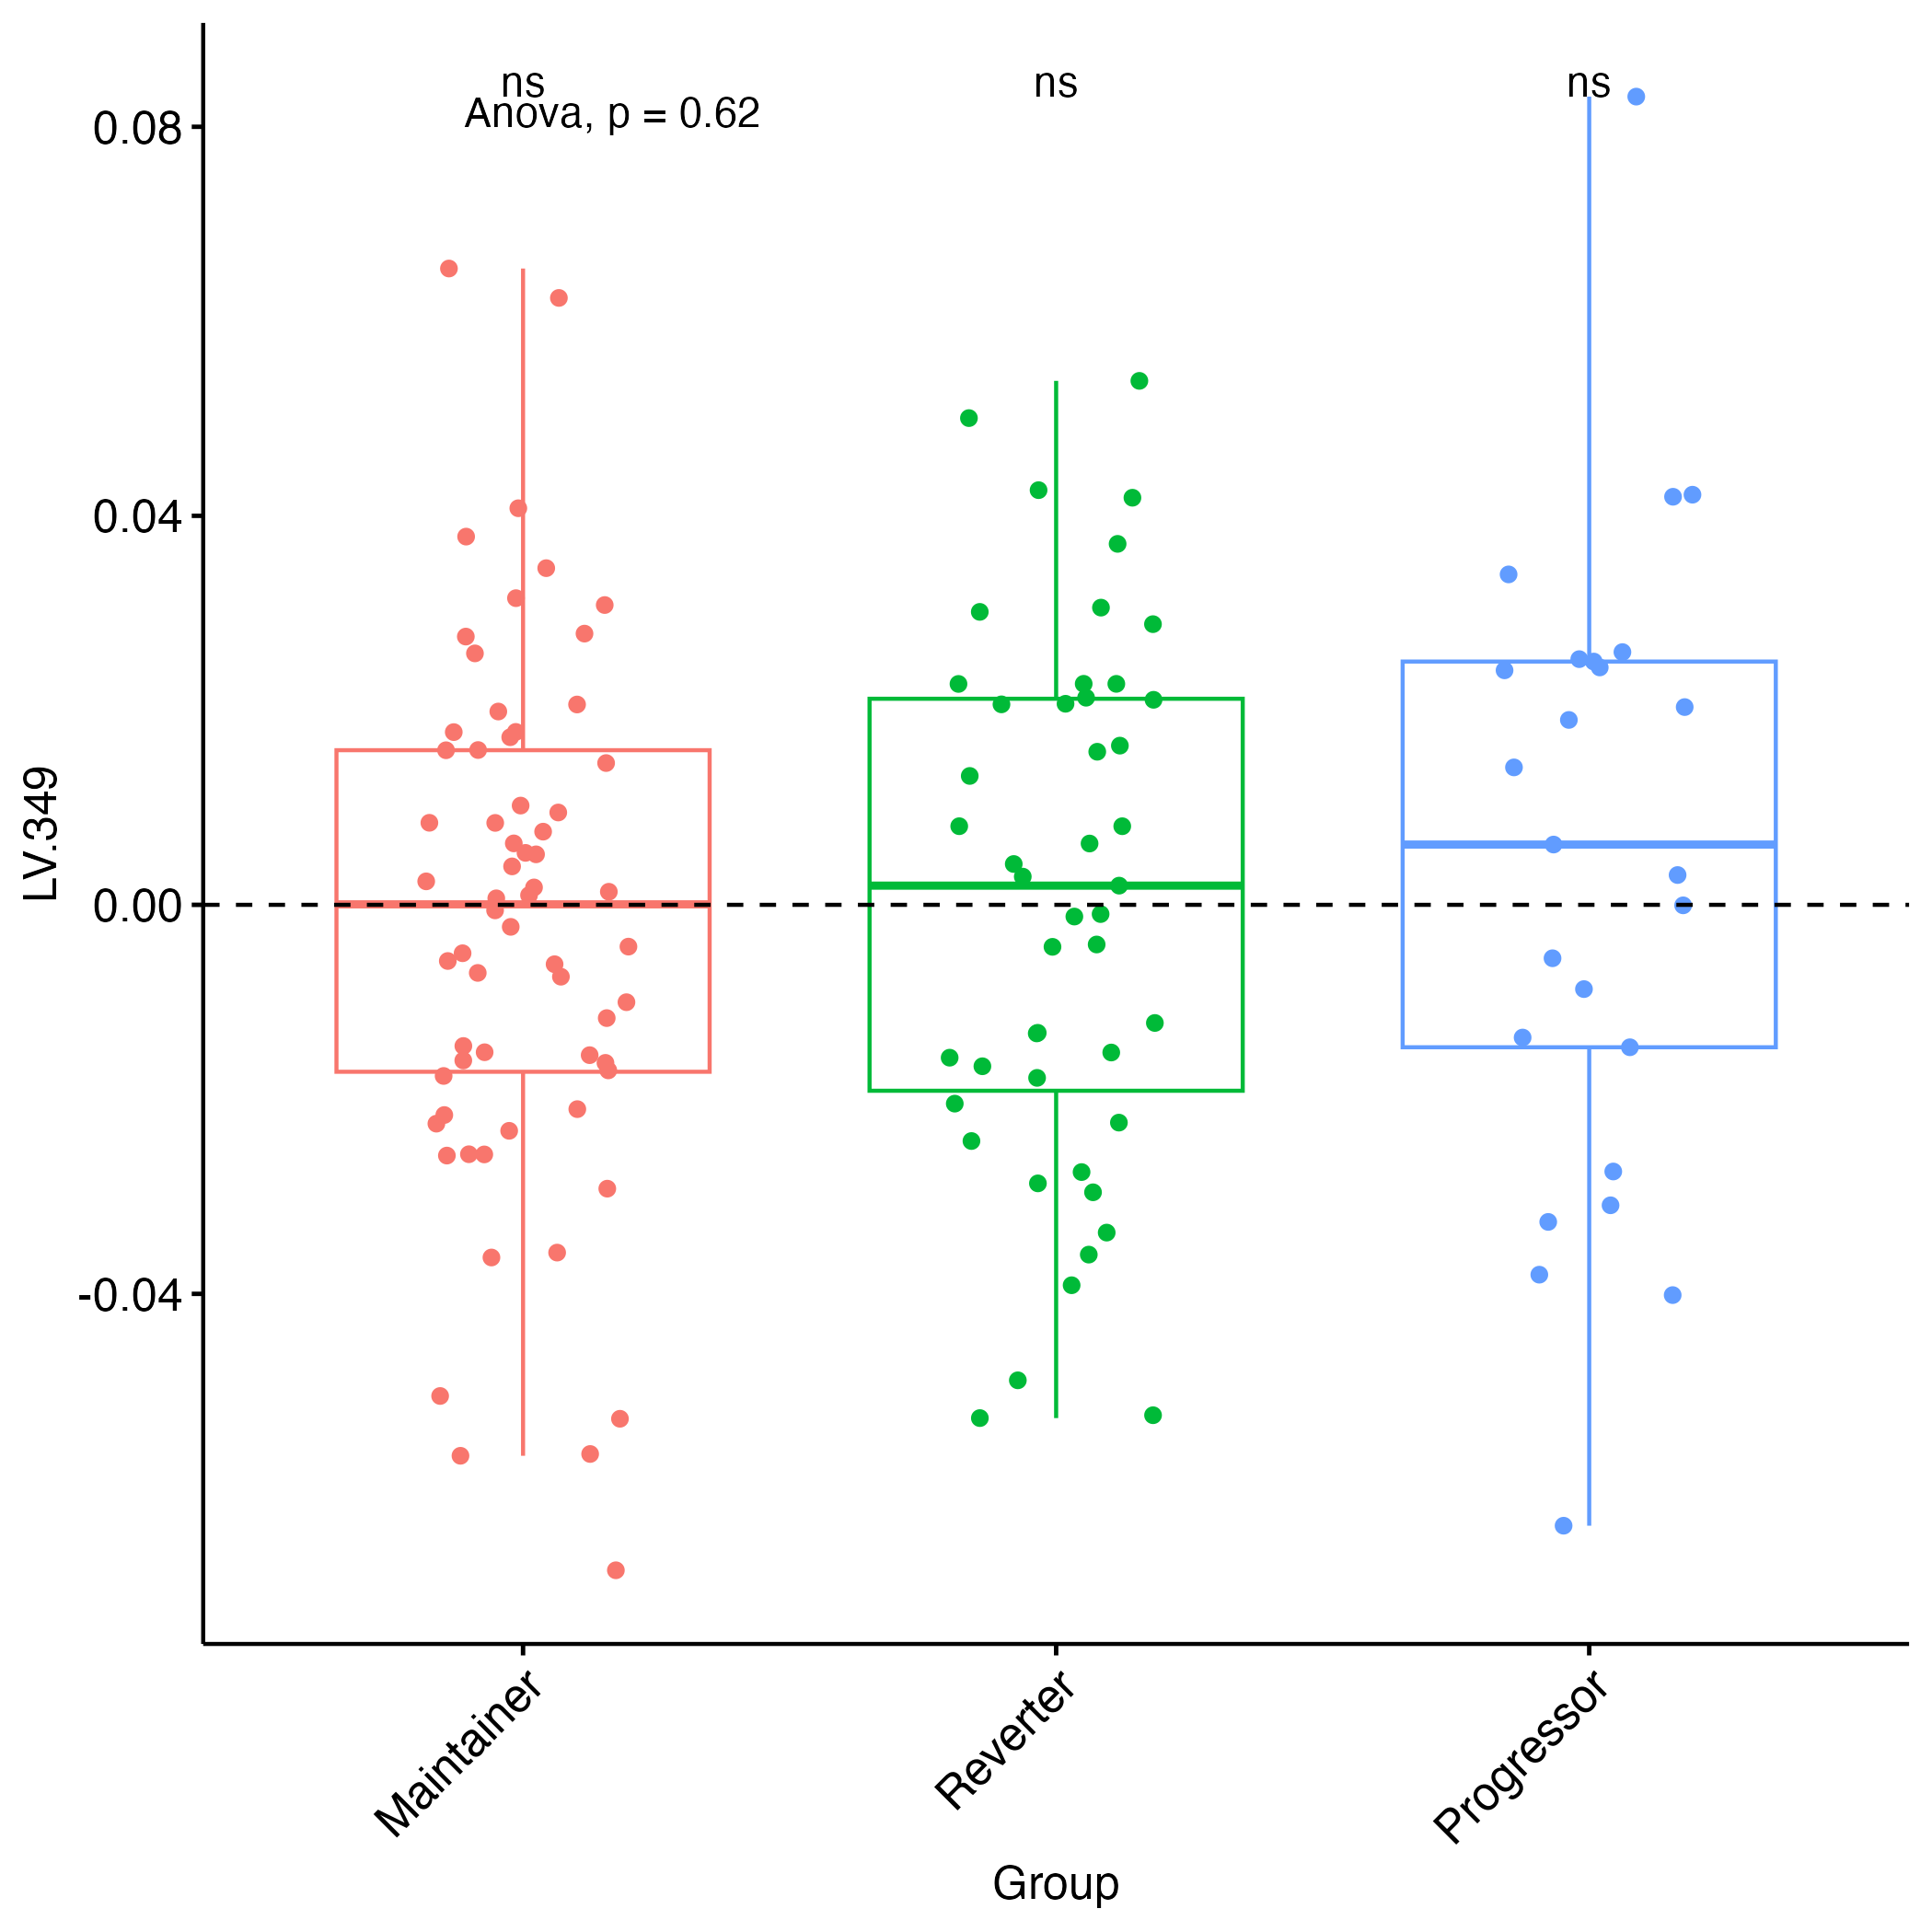 ns ns ns
Anova, p = 0.62
0.08
0.04
0.00
-0.04
LV.349
Maintainer Reverter Progressor
Group